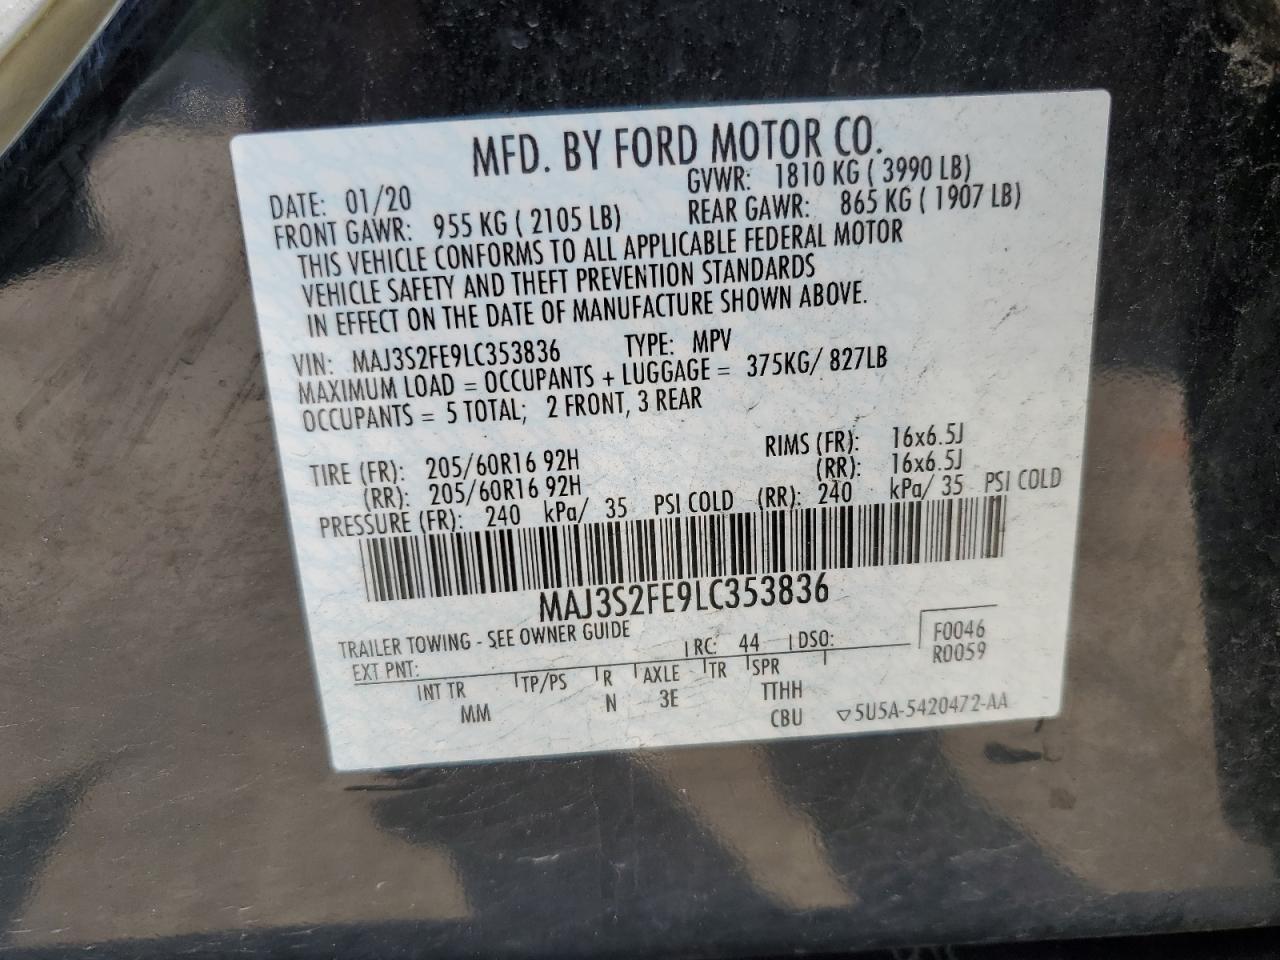 MFD. BY FORD MOTOR CO.
DATE: 01/20 GVWR: 1810 KG ( 3990 LB)
FRONT GAWR: 955 KG ( 2105 LB) REAR GAWR: 865 KG ( 1907 LB)
THIS VEHICLE CONFORMS TO ALL APPLICABLE FEDERAL MOTOR
VEHICLE SAFETY AND THEFT PREVENTION STANDARDS
IN EFFECT ON THE DATE OF MANUFACTURE SHOWN ABOVE.
VIN: MAJ3S2FE9LC353836 TYPE: MPV
MAXIMUM LOAD = OCCUPANTS + LUGGAGE = 375KG/ 827LB
OCCUPANTS = 5 TOTAL; 2 FRONT, 3 REAR
TIRE (FR): 205/60R16 92H RIMS (FR): 16x6.5J
(RR): 205/60R16 92H (RR): 16x6.5J
PRESSURE (FR): 240 kPa/ 35 PSI COLD (RR): 240 kPa/ 35 PSI COLD
MAJ3S2FE9LC353836
TRAILER TOWING - SEE OWNER GUIDE
EXT PNT: RC: 44 DSO: F0046
R0059
INT TR TP/PS R AXLE TR SPR
MM N 3E TTHH
CBU ▽5U5A-5420472-AA